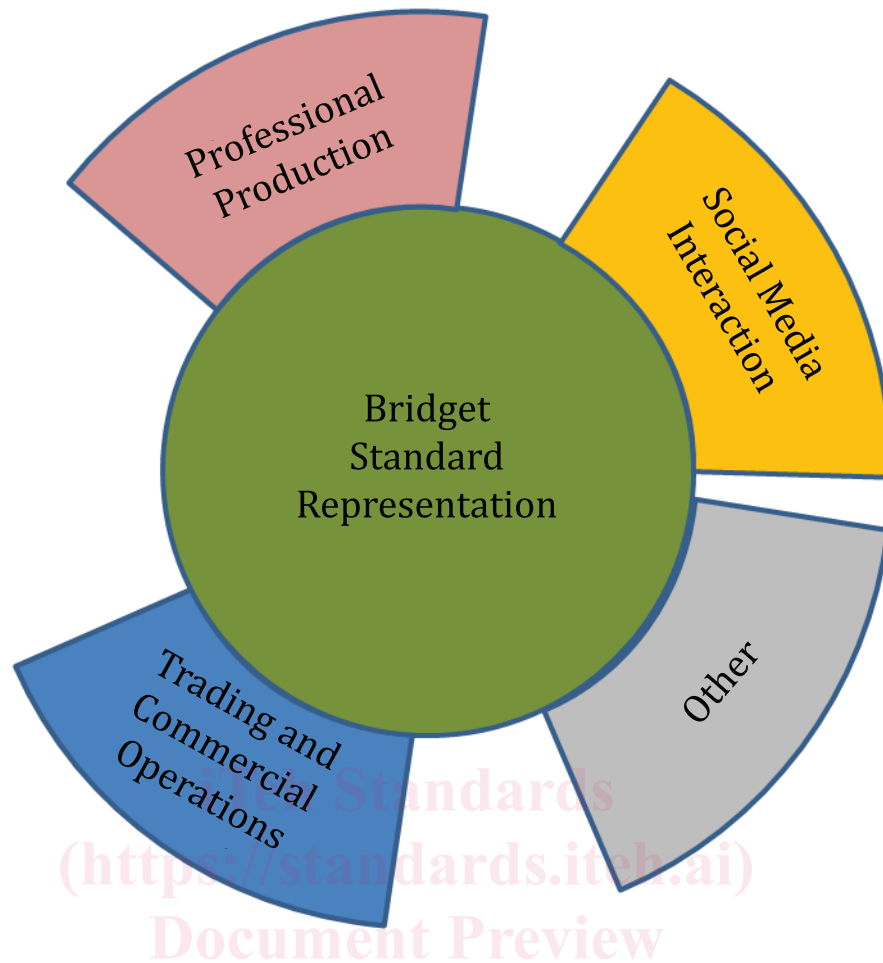 Professional
Production
Social Media
Interaction
Bridget
Standard
Representation
Other
Trading and
Commercial
Operations
iTeh Standards
(https://standards.iteh.ai)
Document Preview